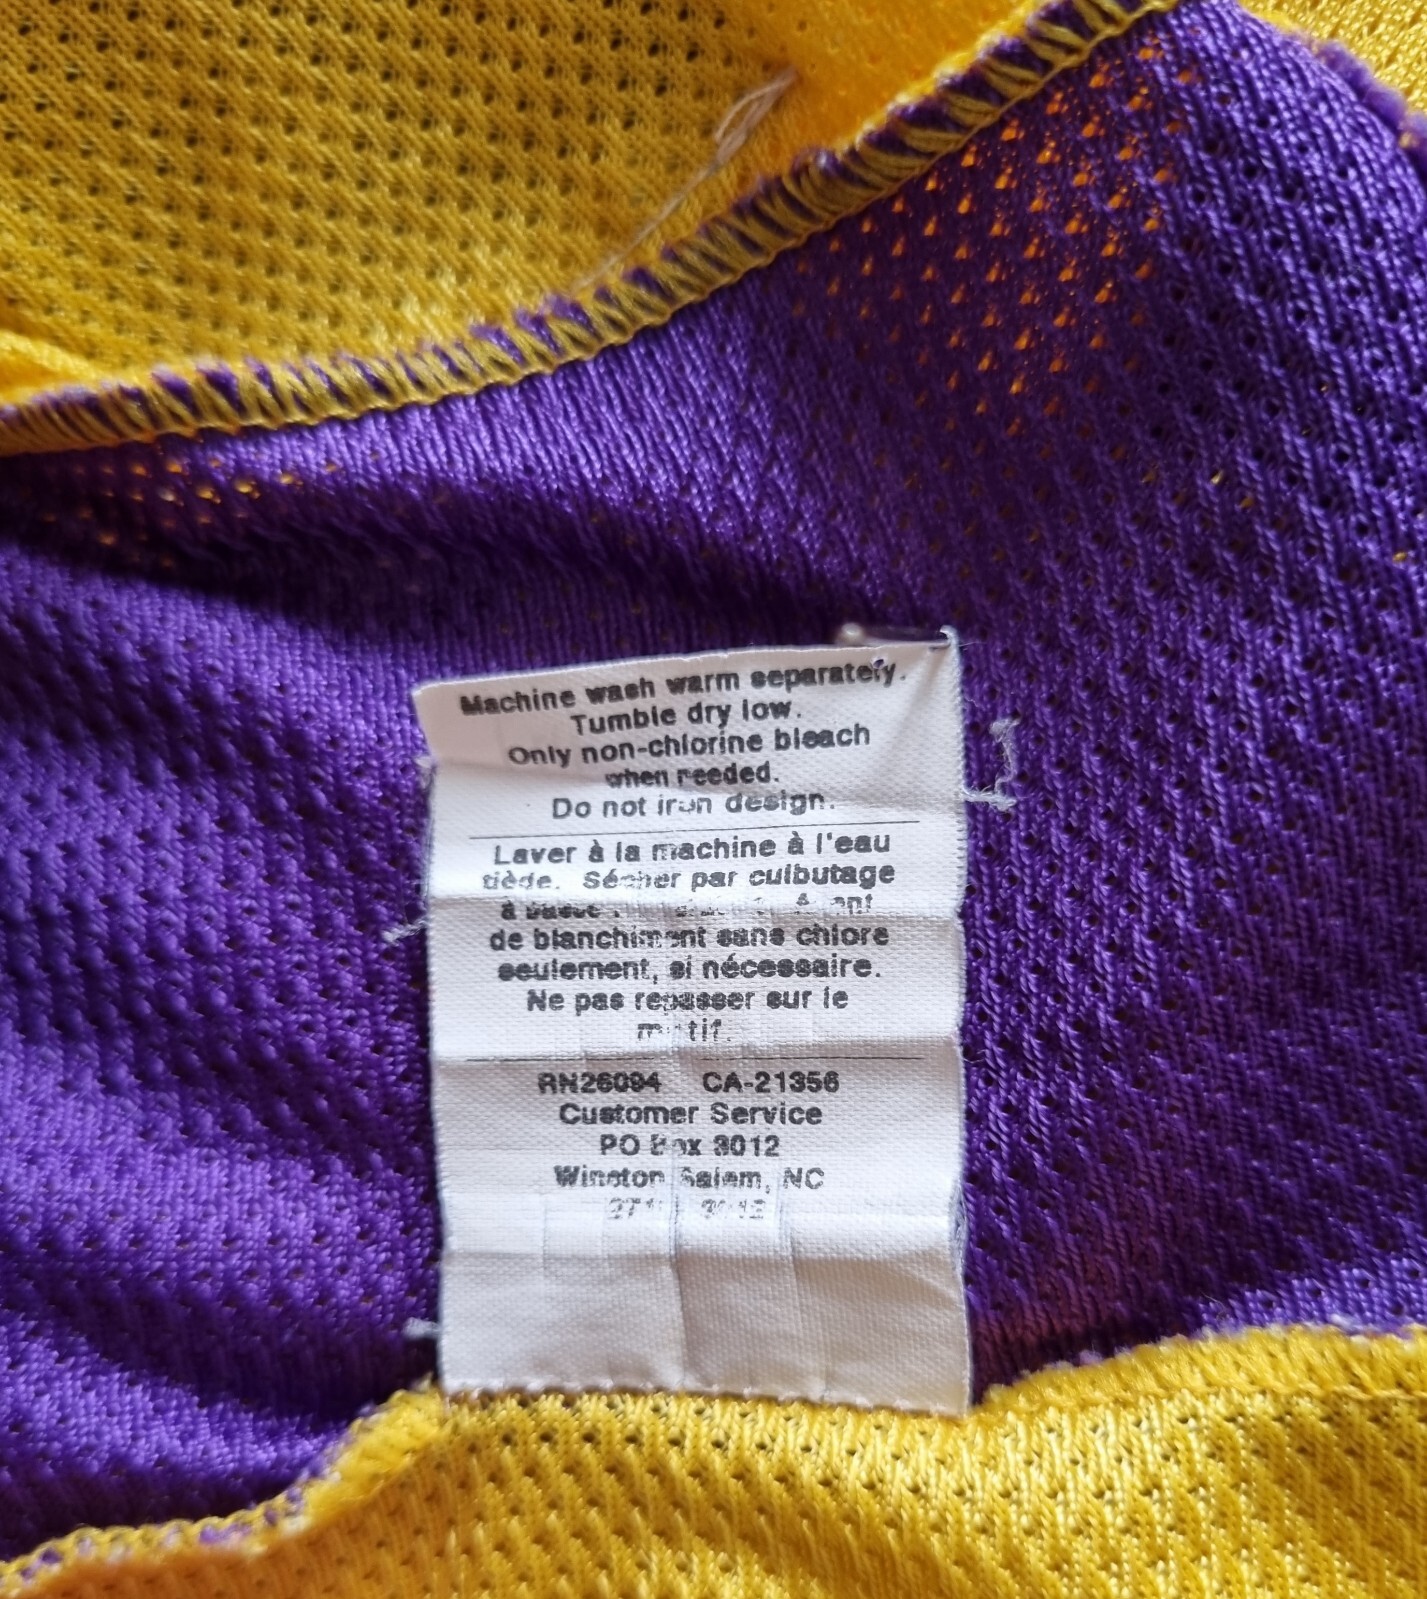 Machine wash warm separately.
Tumble dry low.
Only non-chlorine bleach
when needed.
Do not iron design.
Laver à la machine à l'eau
tiède. Sécher par culbutage
à basse
de blanchiment sans chlore
seulement, si nécessaire.
Ne pas repasser sur le
motif.
RN26094 CA-21356
Customer Service
PO Box 3012
Winston Salem, NC